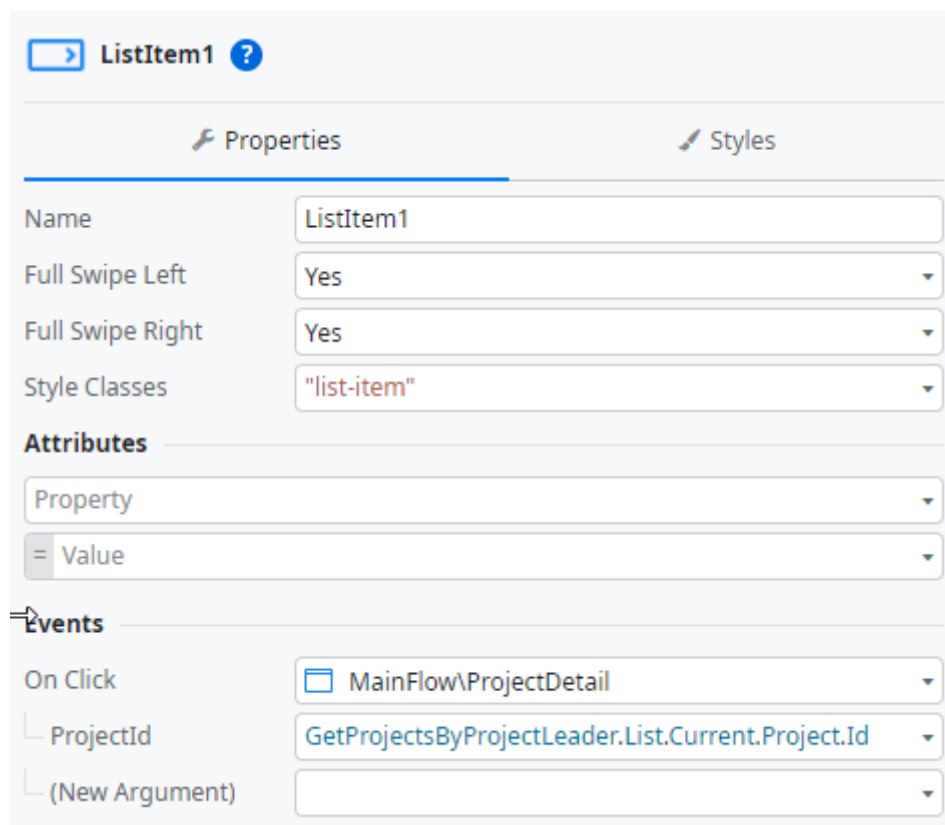 ListItem1 ?
Properties Styles
Name ListItem1
Full Swipe Left Yes
Full Swipe Right Yes
Style Classes "list-item"
Attributes
Property
= Value
Events
On Click MainFlow\ProjectDetail
ProjectId GetProjectsByProjectLeader.List.Current.Project.Id
(New Argument)